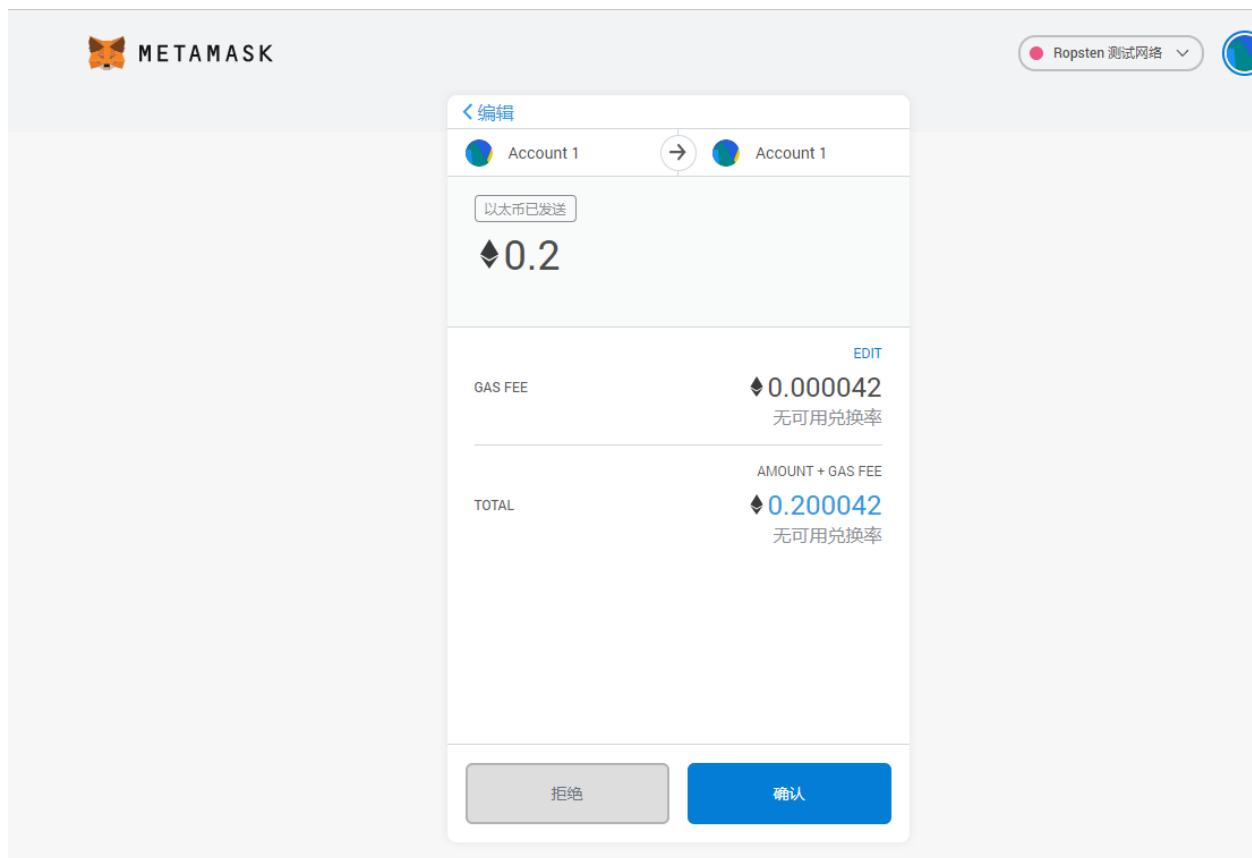 METAMASK
Ropsten 测试网络
编辑
Account 1
Account 1
以太币已发送
0.2
EDIT
GAS FEE
0.000042
无可用兑换率
AMOUNT + GAS FEE
TOTAL
0.200042
无可用兑换率
拒绝
确认